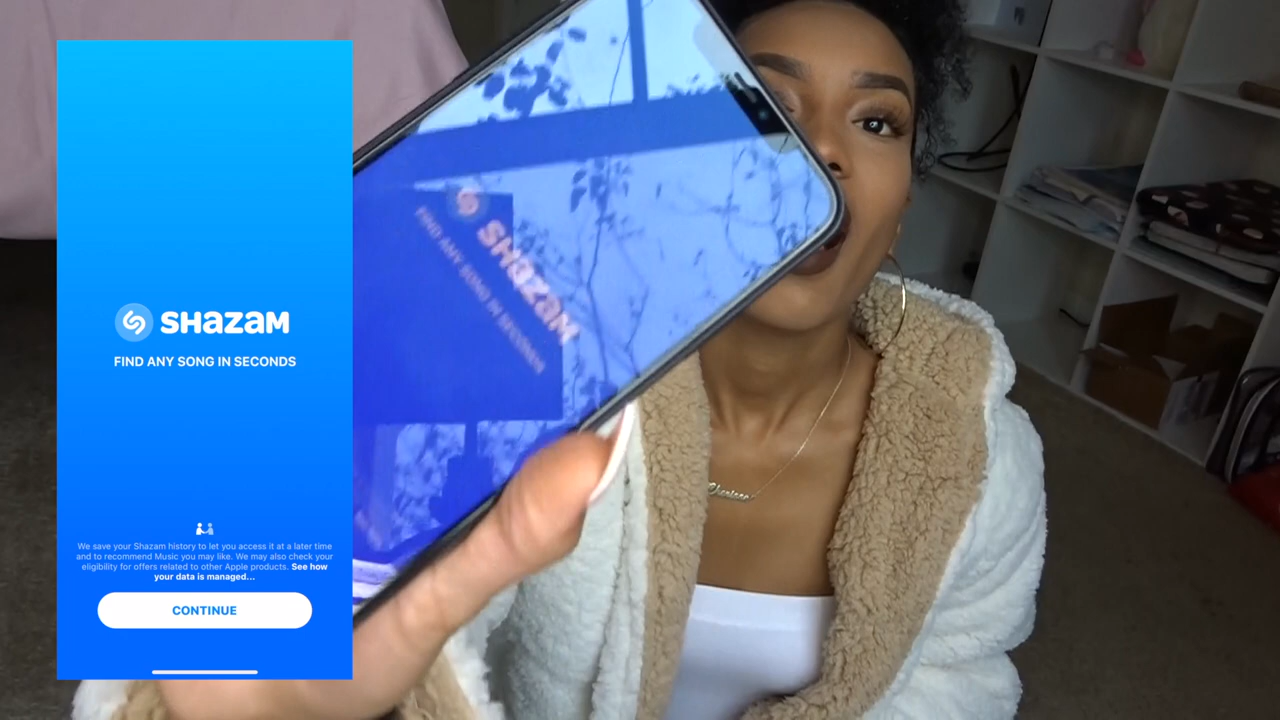 SHAZAM
FIND ANY SONG IN SECONDS
We save your Shazam history to let you access it at a later time
and to recommend Music you may like. We may also check your
eligibility for offers related to other Apple products. See how
your data is managed...
CONTINUE
SHAZAM
FIND ANY SONG IN SECONDS